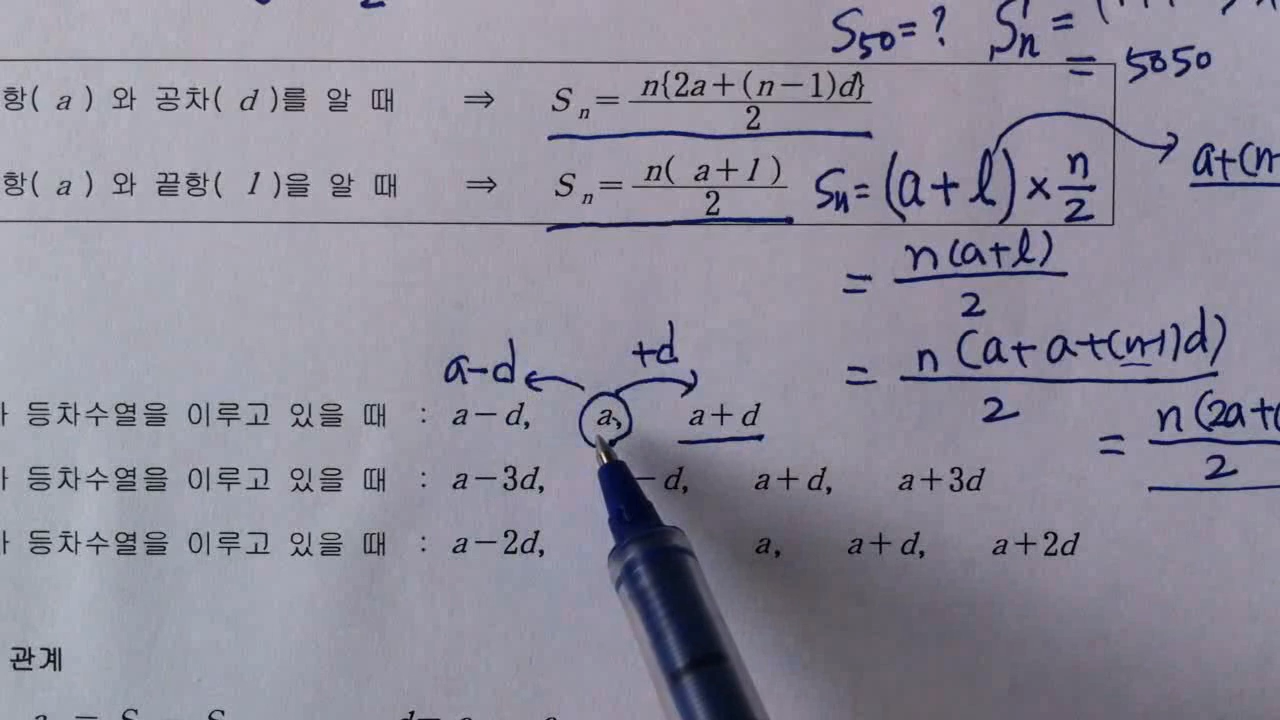 S₅₀ = ? Sₙ =
= 5050
항( a ) 와 공차( d )를 알 때 ⇒ Sₙ = n{2a+(n-1)d} / 2
항( a ) 와 끝항( l )을 알 때 ⇒ Sₙ = n( a+l ) / 2 Sₙ = (a+l) × n/2 a+(n-
= n(a+l) / 2
= n(a+a+(n-1)d) / 2
= n(2a+( / 2
a-d +d
등차수열을 이루고 있을 때 : a-d, a, a+d
등차수열을 이루고 있을 때 : a-3d, -d, a+d, a+3d
등차수열을 이루고 있을 때 : a-2d, a, a+d, a+2d
관계